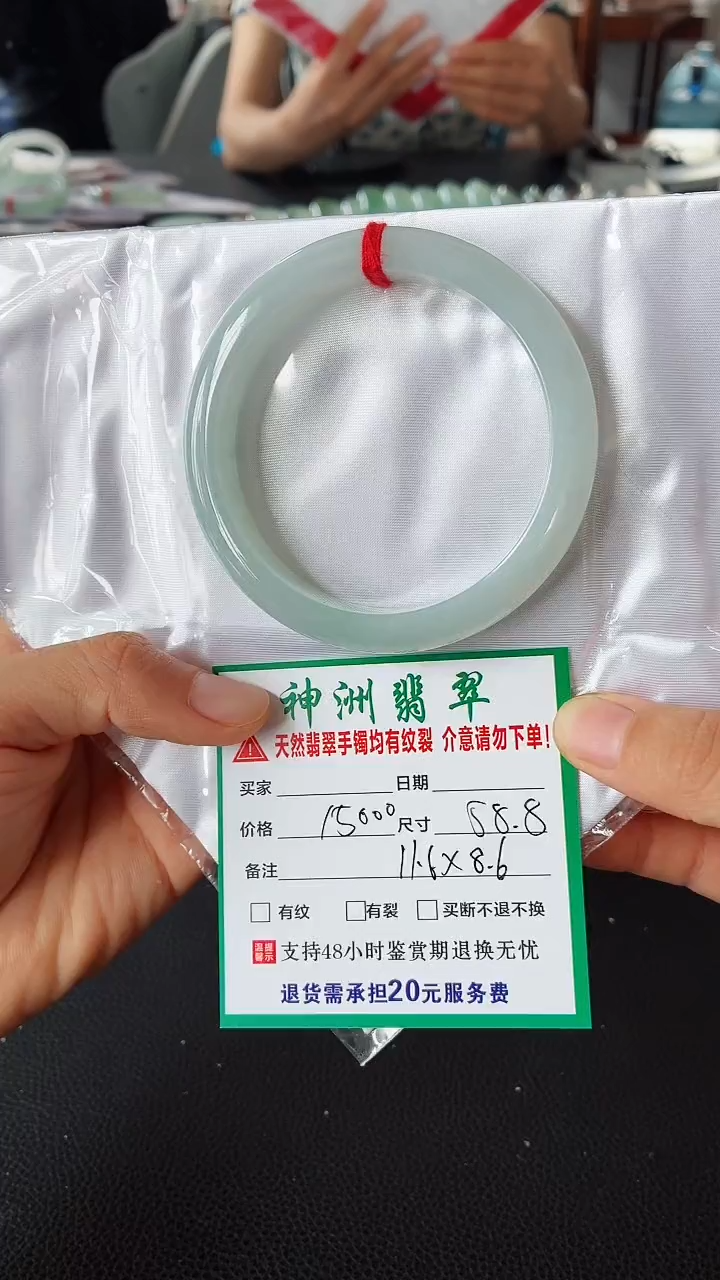 神洲翡翠
天然翡翠手镯均有纹裂 介意请勿下单!
买家 日期
价格 15000 尺寸 58.8
备注 11.6×8.6
有纹 有裂 买断不退不换
温馨提示 支持48小时鉴赏期退换无忧
退货需承担20元服务费